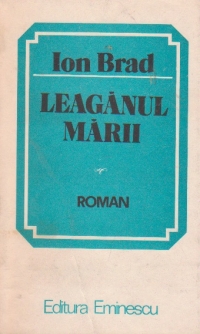 Ion Brad
LEAGĂNUL
MĂRII
ROMAN
Editura Eminescu